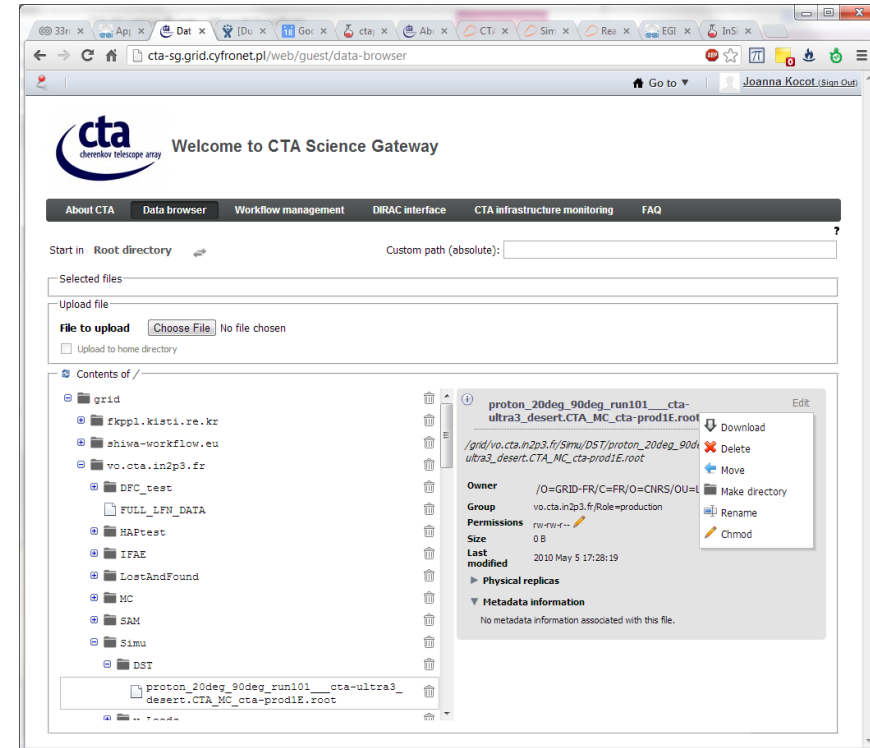 33r
Ap
Dat
[Du
18 Goc
cta
Ab
CT/
Sim
Rea
EGI
InS
cta-sg.grid.cyfronet.pl/web/guest/data-browser
0
Go to ▼ Joanna Kocot (Sign Out)
cta
cherenkov telescope array
Welcome to CTA Science Gateway
About CTA Data browser Workflow management DIRAC interface CTA infrastructure monitoring FAQ
?
Start in Root directory Custom path (absolute):
Selected files
Upload file
File to upload Choose File No file chosen
Upload to home directory
Contents of /
grid
fkppl.kisti.re.kr
shiwa-workflow.eu
vo.cta.in2p3.fr
DFC_test
FULL_LFN_DATA
HAPtest
IFAE
LostAndFound
MC
SAM
Simu
DST
proton_20deg_90deg_run101___cta-ultra3_
desert.CTA_MC_cta-prod1E.root
proton_20deg_90deg_run101___cta-
ultra3_desert.CTA_MC_cta-prod1E.root
Edit
/grid/vo.cta.in2p3.fr/Simu/DST/proton_20deg_90de
ultra3_desert.CTA_MC_cta-prod1E.root
Owner /O=GRID-FR/C=FR/O=CNRS/OU=L
Group vo.cta.in2p3.fr/Role=production
Permissions rw-rw-r--
Size 0 B
Last
modified 2010 May 5 17:28:19
Physical replicas
Metadata information
No metadata information associated with this file.
Download
Delete
Move
Make directory
Rename
Chmod